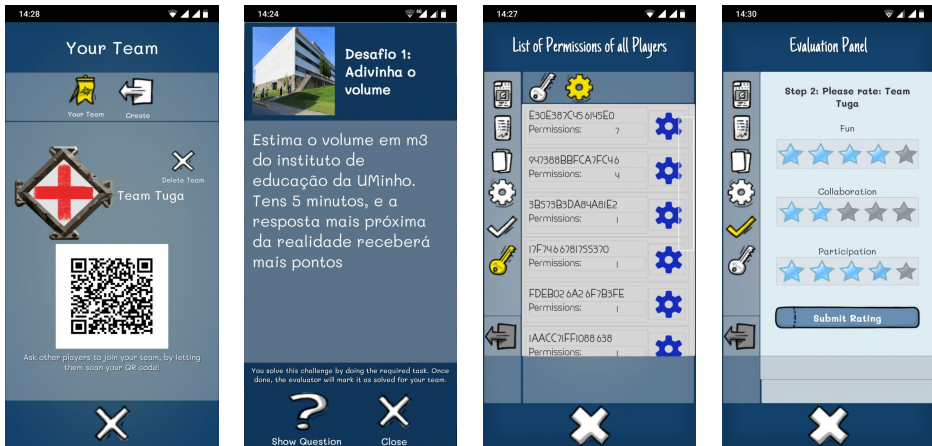 14:28
Your Team
Your Team
Create
Delete Team
Team Tuga
Ask other players to join your team, by letting
them scan your QR code!
14:24
4G
Desafio 1:
Adivinha o
volume
Estima o volume em m3
do instituto de
educação da UMinho.
Tens 5 minutos, e a
resposta mais próxima
da realidade receberá
mais pontos
You solve this challenge by doing the required task. Once
done, the evaluator will mark it as solved for your team.
Show Question
Close
14:27
List of Permissions of all Players
E30E387C456145E0
Permissions: 7
947388BBFCA7FC46
Permissions: 4
3B573B3DA84A81E2
Permissions: 1
17F7466781755370
Permissions: 1
FDEB026A26F7B3FE
Permissions: 1
1AACC71FF1088638
Permissions: 1
14:30
Evaluation Panel
Step 2: Please rate: Team
Tuga
Fun
Collaboration
Participation
Submit Rating